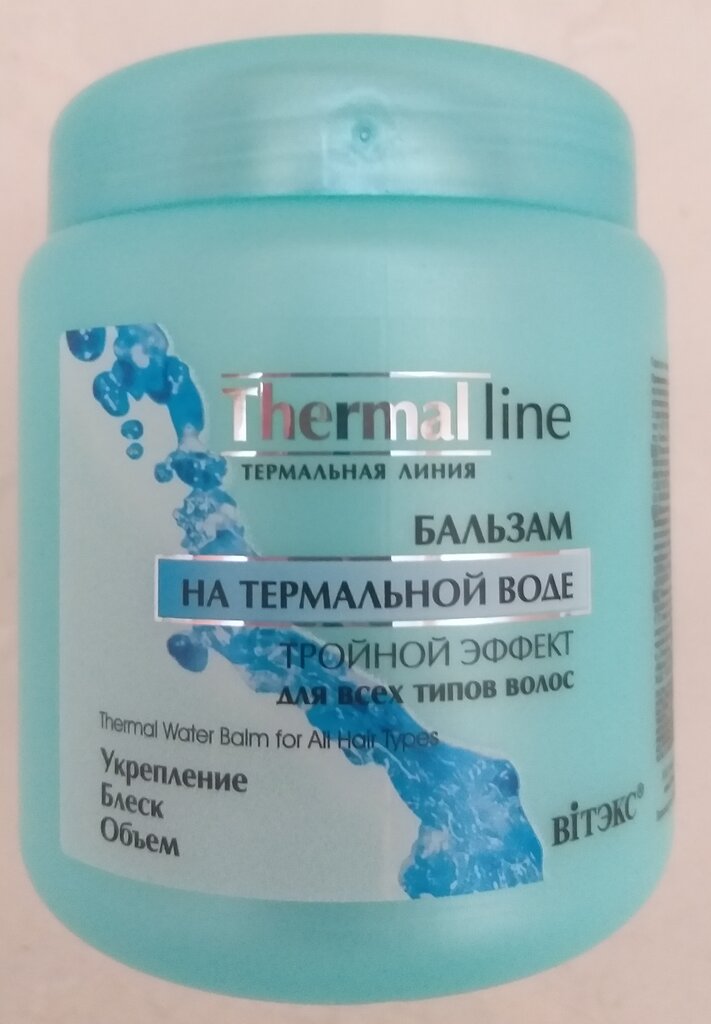 Thermal line
ТЕРМАЛЬНАЯ ЛИНИЯ
БАЛЬЗАМ
НА ТЕРМАЛЬНОЙ ВОДЕ
ТРОЙНОЙ ЭФФЕКТ
ДЛЯ ВСЕХ ТИПОВ ВОЛОС
Thermal Water Balm for All Hair Types
Укрепление
Блеск
Объем
ВІТЭКС®